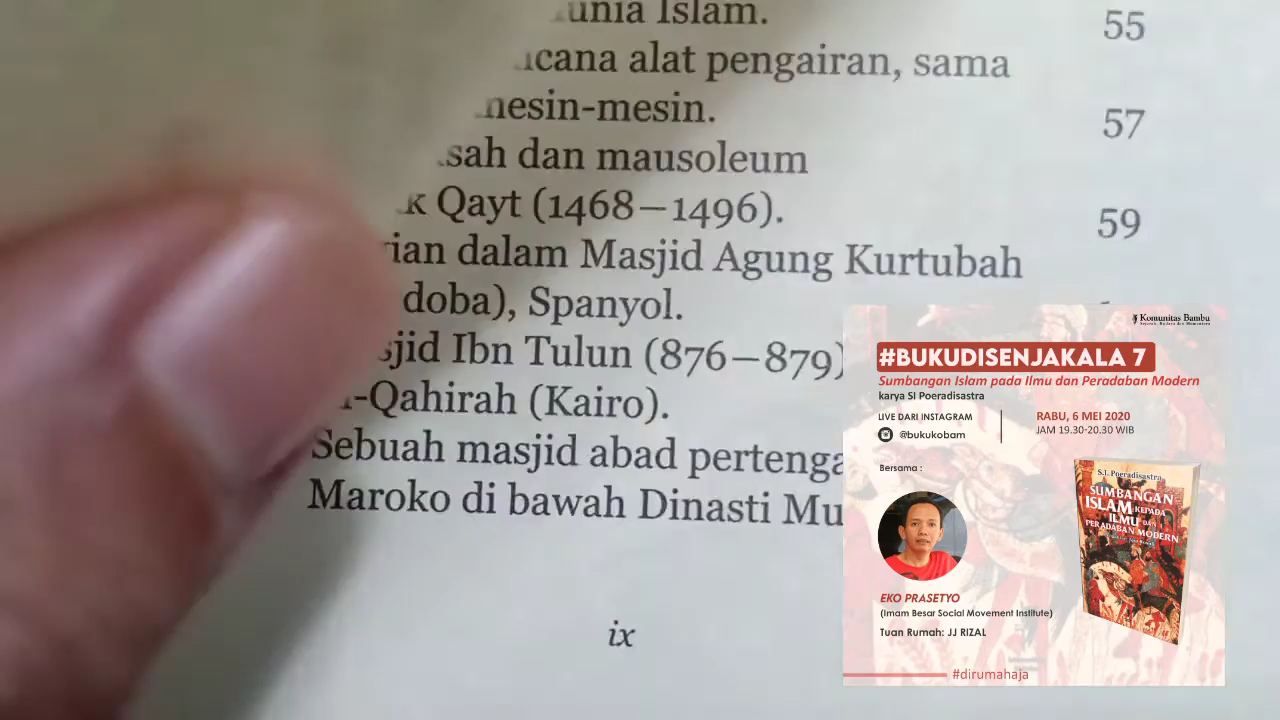 unia Islam.
55
cana alat pengairan, sama
nesin-mesin.
57
sah dan mausoleum
k Qayt (1468—1496).
59
ian dalam Masjid Agung Kurtubah
doba), Spanyol.
sjid Ibn Tulun (876—879)
-Qahirah (Kairo).
Sebuah masjid abad pertenga
Maroko di bawah Dinasti Mu
ix
Komunitas Bambu
#BUKUDISENJAKALA 7
Sumbangan Islam pada Ilmu dan Peradaban Modern
karya SI Poeradisastra
LIVE DARI INSTAGRAM
@bukukobam
RABU, 6 MEI 2020
JAM 19.30-20.30 WIB
Bersama :
S.I. Poeradisastra
SUMBANGAN
ISLAM KEPADA
ILMU DAN
PERADABAN MODERN
EKO PRASETYO
(Imam Besar Social Movement Institute)
Tuan Rumah: JJ RIZAL
#dirumahaja